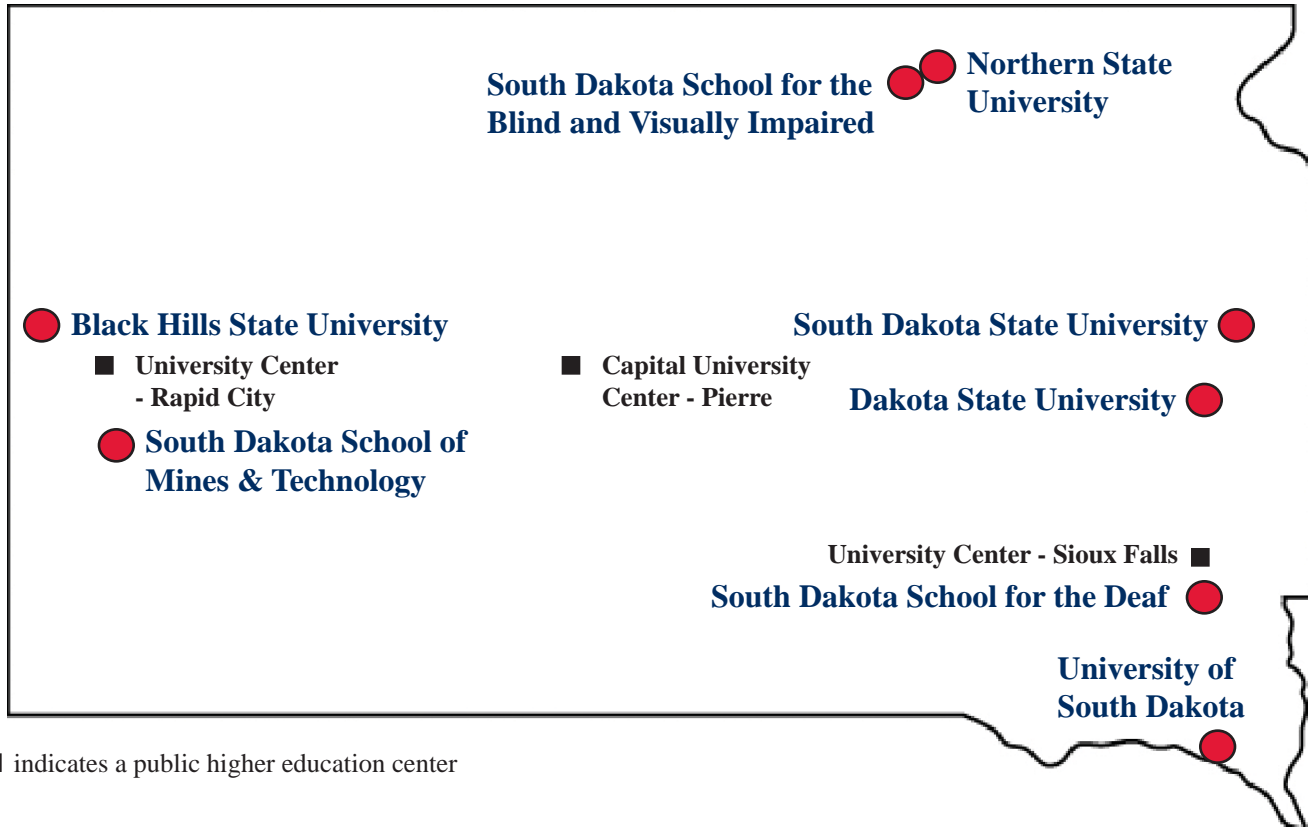 South Dakota School for the
Blind and Visually Impaired
Northern State
University
Black Hills State University
University Center
- Rapid City
South Dakota School of
Mines & Technology
Capital University
Center - Pierre
South Dakota State University
Dakota State University
University Center - Sioux Falls
South Dakota School for the Deaf
University of
South Dakota
indicates a public higher education center